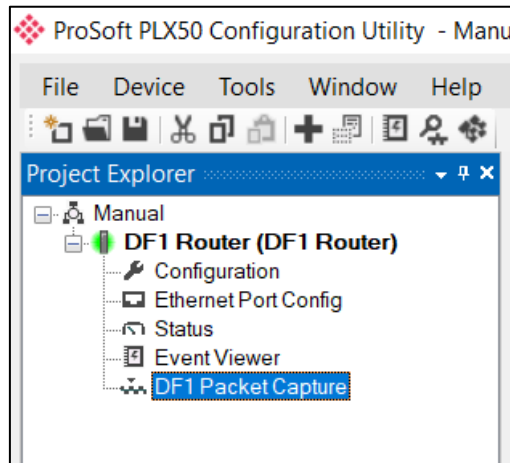 ProSoft PLX50 Configuration Utility - Manu
File Device Tools Window Help
Project Explorer
Manual
DF1 Router (DF1 Router)
Configuration
Ethernet Port Config
Status
Event Viewer
DF1 Packet Capture